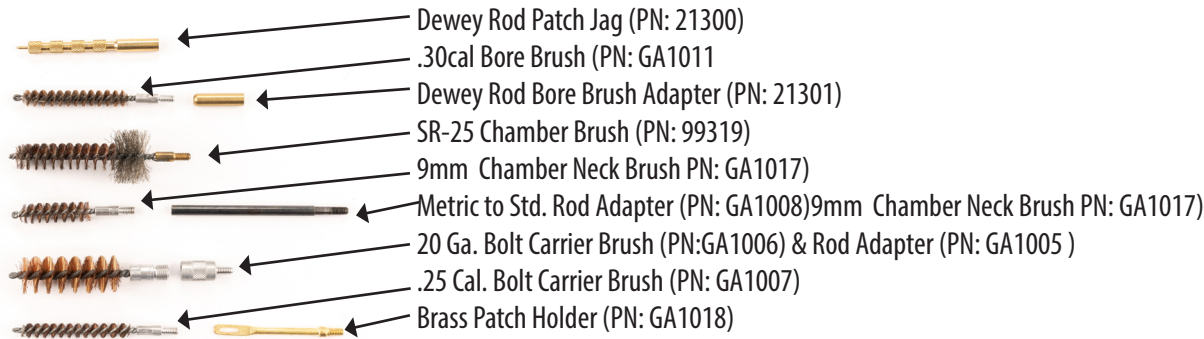 Dewey Rod Patch Jag (PN: 21300)
.30cal Bore Brush (PN: GA1011
Dewey Rod Bore Brush Adapter (PN: 21301)
SR-25 Chamber Brush (PN: 99319)
9mm  Chamber Neck Brush PN: GA1017)
Metric to Std. Rod Adapter (PN: GA1008)9mm  Chamber Neck Brush PN: GA1017)
20 Ga. Bolt Carrier Brush (PN:GA1006) & Rod Adapter (PN: GA1005 )
.25 Cal. Bolt Carrier Brush (PN: GA1007)
Brass Patch Holder (PN: GA1018)